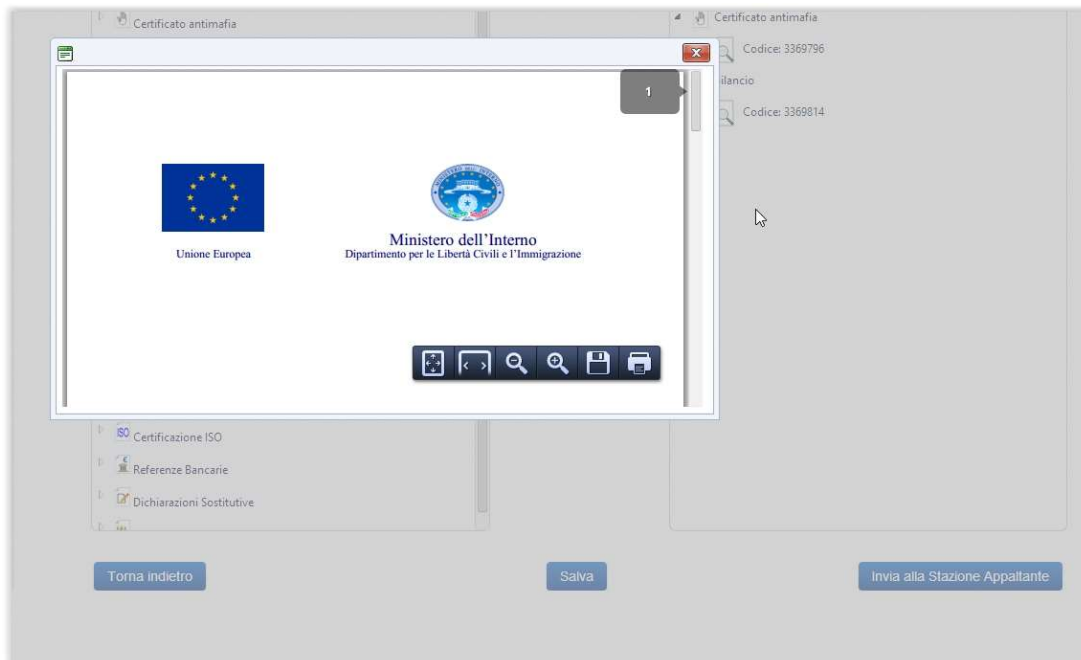 Certificato antimafia
Certificato antimafia
Codice: 3369796
ilancio
Codice: 3369814
1
Unione Europea
Ministero dell'Interno
Dipartimento per le Libertà Civili e l'Immigrazione
ISO Certificazione ISO
Referenze Bancarie
Dichiarazioni Sostitutive
Torna indietro
Salva
Invia alla Stazione Appaltante